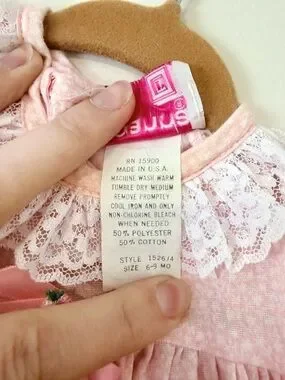 RN 15900
MADE IN U.S.A.
MACHINE WASH WARM
TUMBLE DRY MEDIUM
REMOVE PROMPTLY
COOL IRON AND ONLY
NON-CHLORINE BLEACH
WHEN NEEDED
50% POLYESTER
50% COTTON
STYLE 1526/4
SIZE 6-9 MO